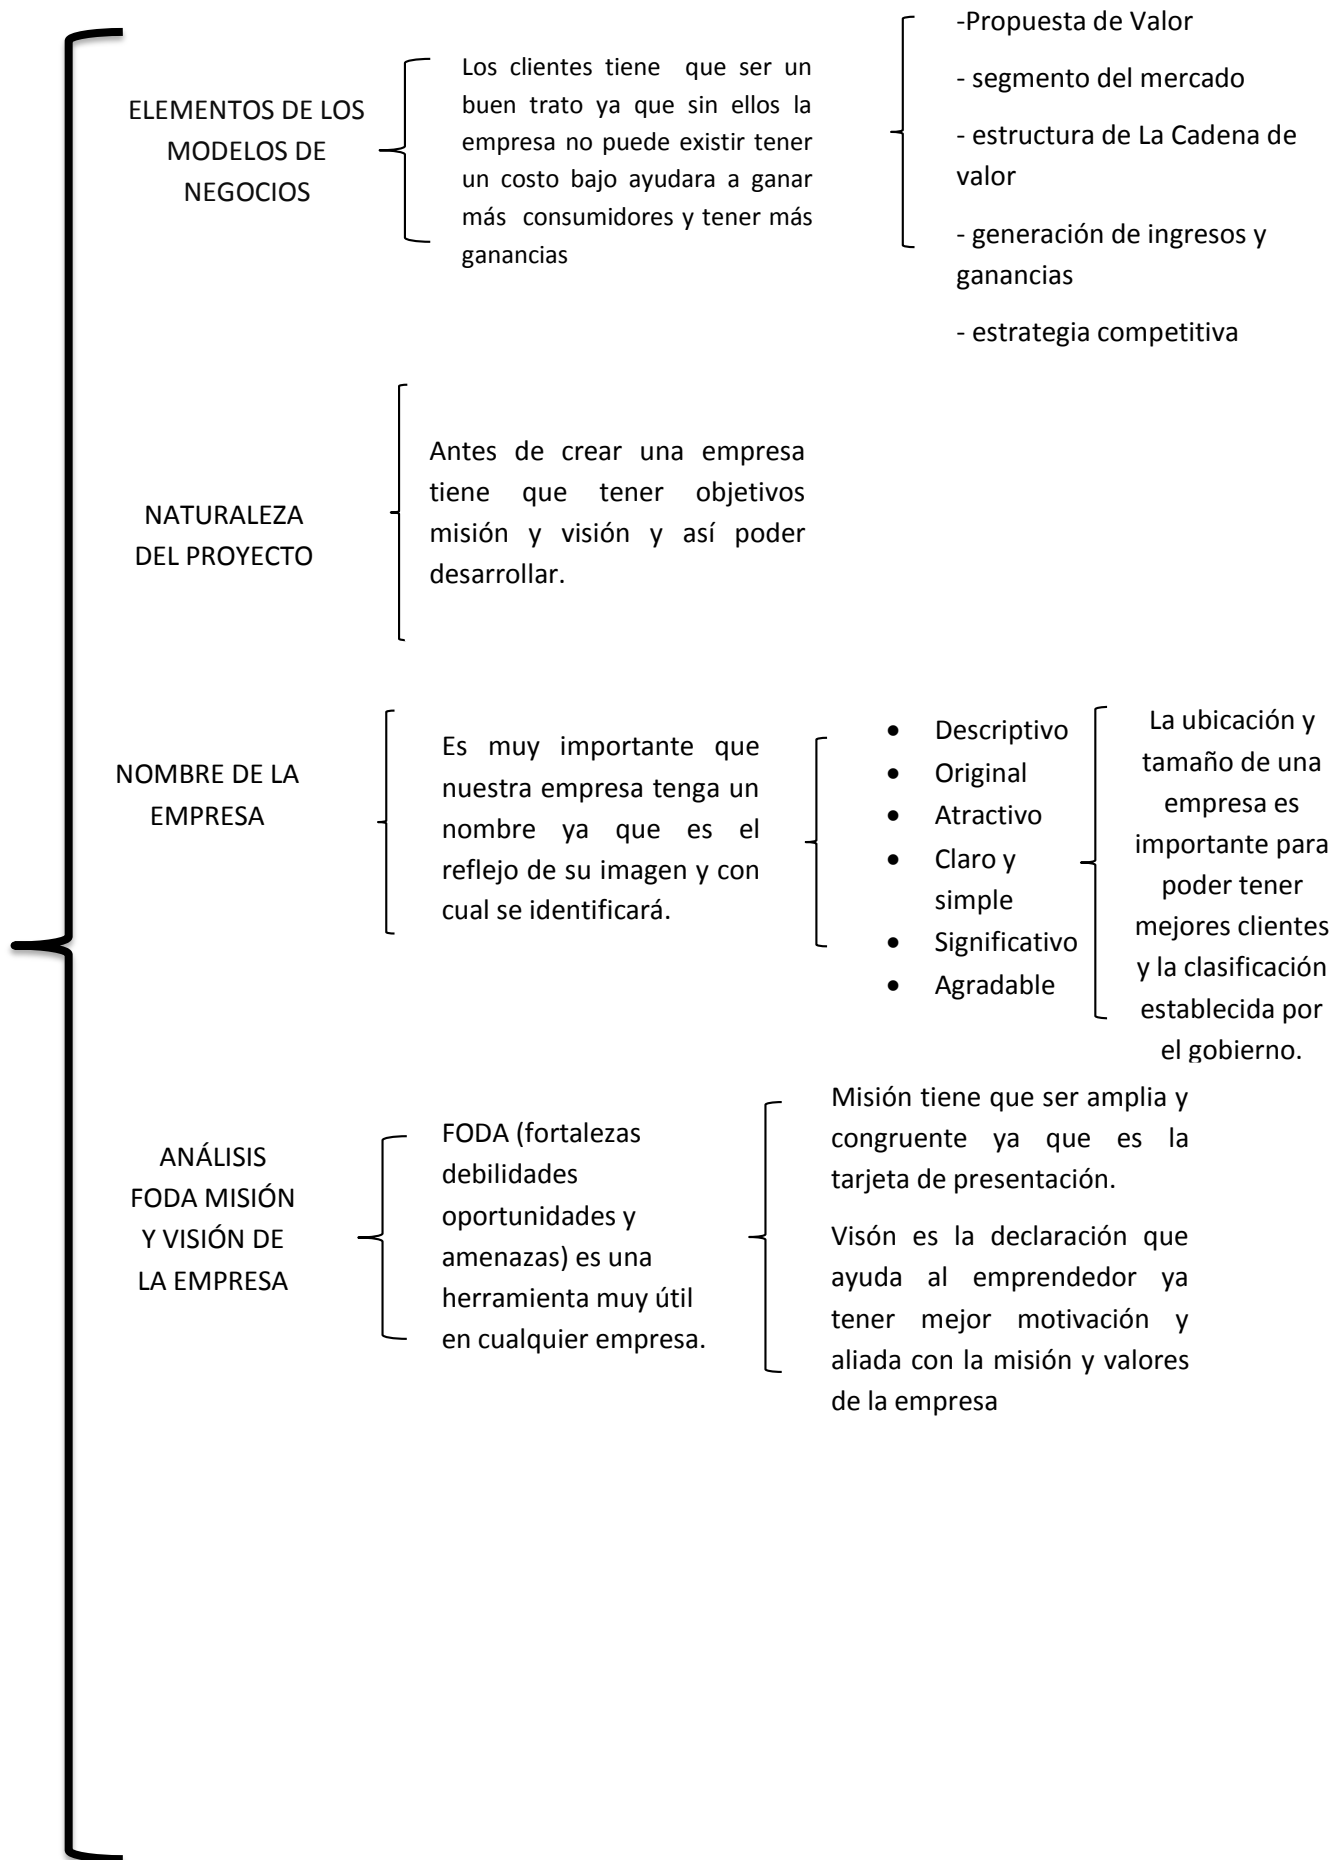 ELEMENTOS DE LOS
MODELOS DE
NEGOCIOS
Los clientes tiene que ser un
buen trato ya que sin ellos la
empresa no puede existir tener
un costo bajo ayudara a ganar
más consumidores y tener más
ganancias
-Propuesta de Valor
- segmento del mercado
- estructura de La Cadena de
valor
- generación de ingresos y
ganancias
- estrategia competitiva
NATURALEZA
DEL PROYECTO
Antes de crear una empresa
tiene que tener objetivos
misión y visión y así poder
desarrollar.
NOMBRE DE LA
EMPRESA
Es muy importante que
nuestra empresa tenga un
nombre ya que es el
reflejo de su imagen y con
cual se identificará.
• Descriptivo
• Original
• Atractivo
• Claro y
simple
• Significativo
• Agradable
La ubicación y
tamaño de una
empresa es
importante para
poder tener
mejores clientes
y la clasificación
establecida por
el gobierno.
ANÁLISIS
FODA MISIÓN
Y VISIÓN DE
LA EMPRESA
FODA (fortalezas
debilidades
oportunidades y
amenazas) es una
herramienta muy útil
en cualquier empresa.
Misión tiene que ser amplia y
congruente ya que es la
tarjeta de presentación.
Visón es la declaración que
ayuda al emprendedor ya
tener mejor motivación y
aliada con la misión y valores
de la empresa